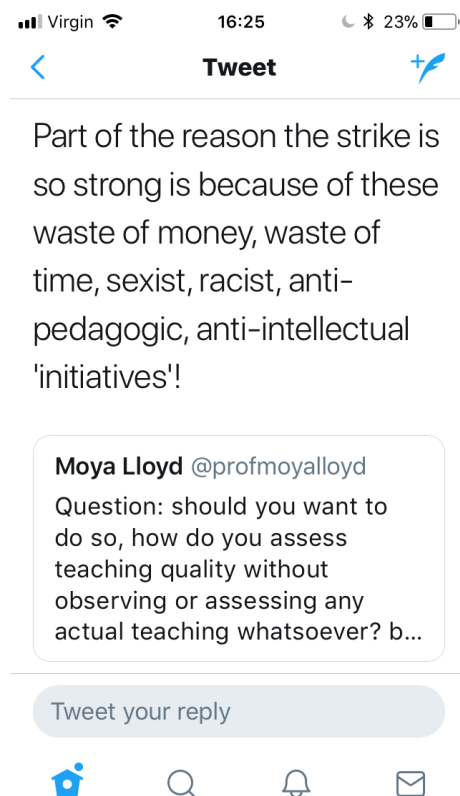 Virgin 16:25 23%
Tweet
Part of the reason the strike is
so strong is because of these
waste of money, waste of
time, sexist, racist, anti-
pedagogic, anti-intellectual
'initiatives'!
Moya Lloyd @profmoyalloyd
Question: should you want to
do so, how do you assess
teaching quality without
observing or assessing any
actual teaching whatsoever? b...
Tweet your reply